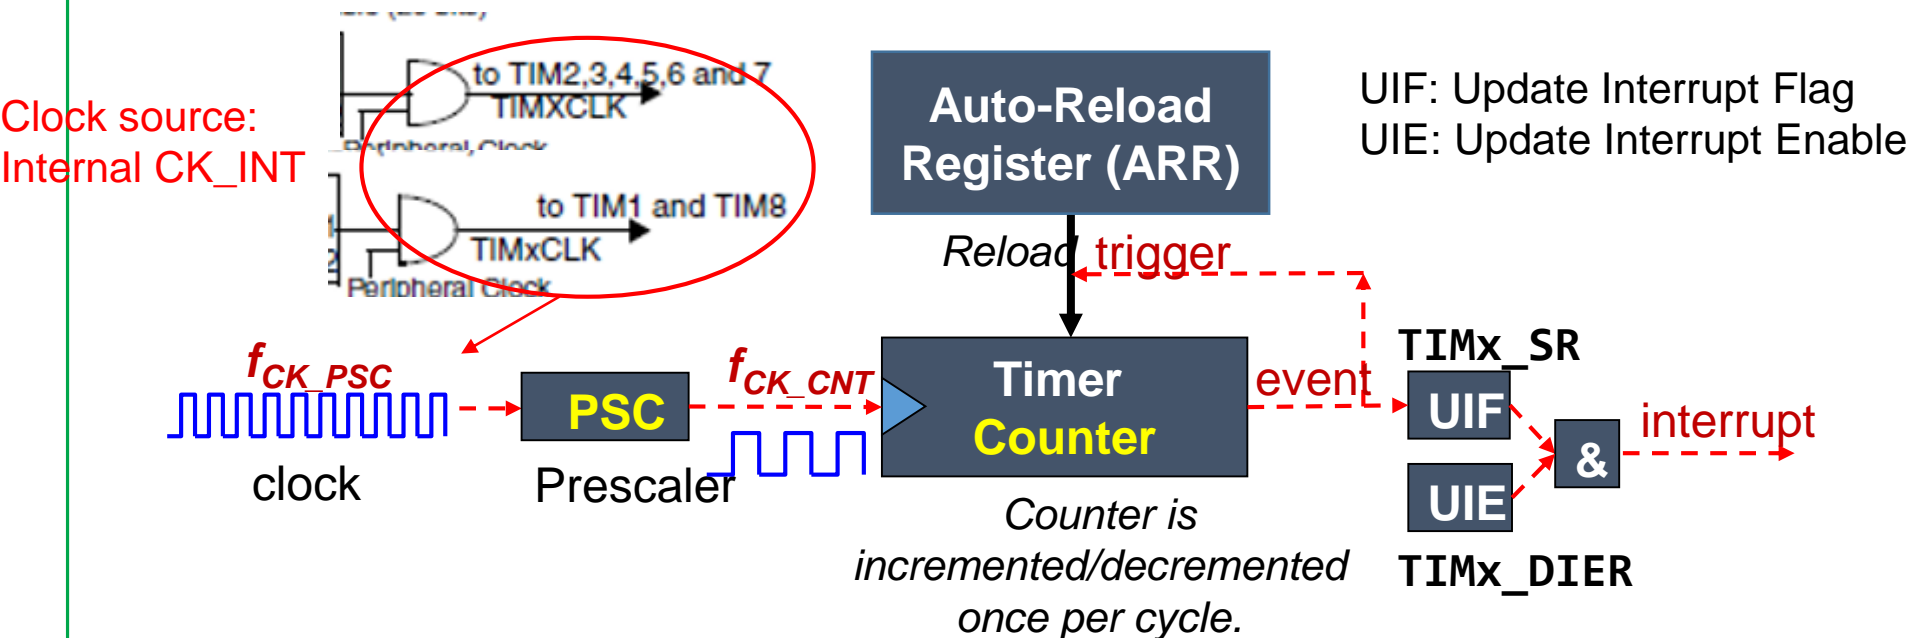 to TIM2,3,4,5,6 and 7
TIMXCLK
Peripheral Clock
to TIM1 and TIM8
TIMxCLK
Peripheral Clock
Clock source:
Internal CK_INT
Auto-Reload
Register (ARR)
UIF: Update Interrupt Flag
UIE: Update Interrupt Enable
Reload
trigger
fCK_PSC
clock
PSC
Prescaler
fCK_CNT
Timer
Counter
event
TIMx_SR
UIF
UIE
&
interrupt
TIMx_DIER
Counter is
incremented/decremented
once per cycle.